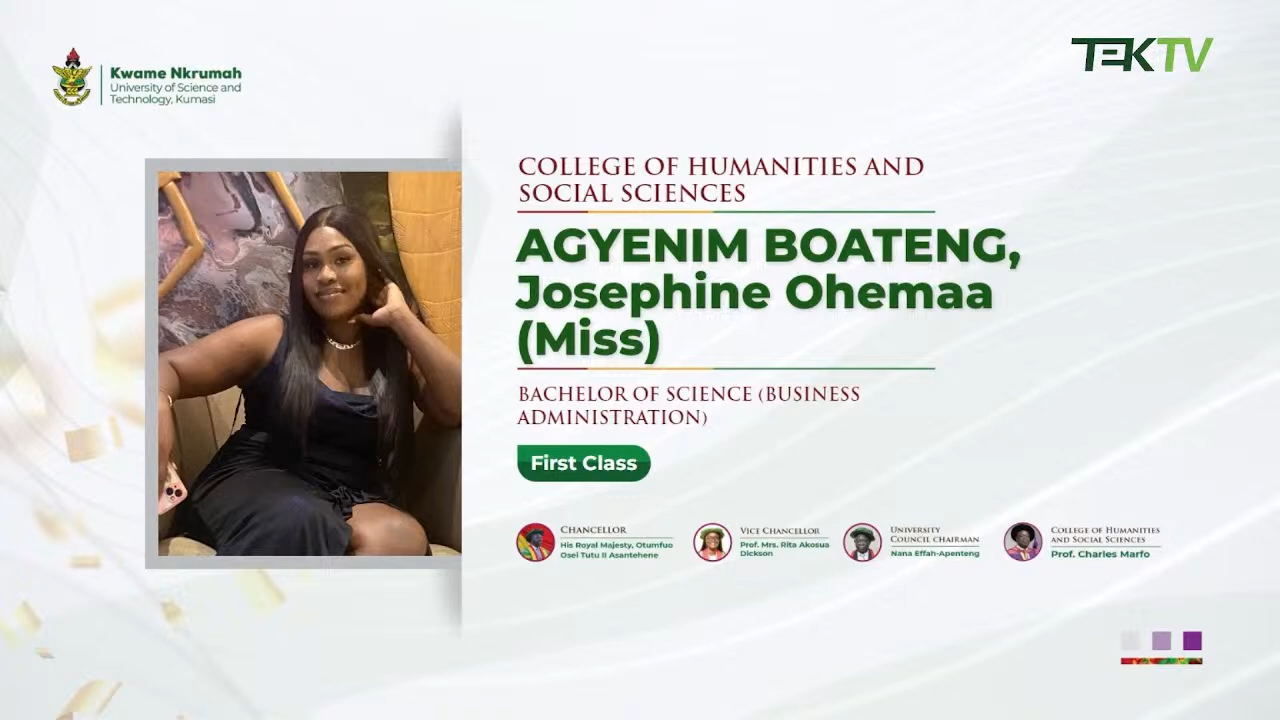 Kwame Nkrumah
University of Science and
Technology, Kumasi
TEKTV
COLLEGE OF HUMANITIES AND
SOCIAL SCIENCES
AGYENIM BOATENG,
Josephine Ohemaa
(Miss)
BACHELOR OF SCIENCE (BUSINESS
ADMINISTRATION)
First Class
CHANCELLOR
His Royal Majesty, Otumfuo
Osei Tutu II Asantehene
VICE CHANCELLOR
Prof. Mrs. Rita Akosua
Dickson
UNIVERSITY
COUNCIL CHAIRMAN
Nana Effah-Apenteng
COLLEGE OF HUMANITIES
AND SOCIAL SCIENCES
Prof. Charles Marfo